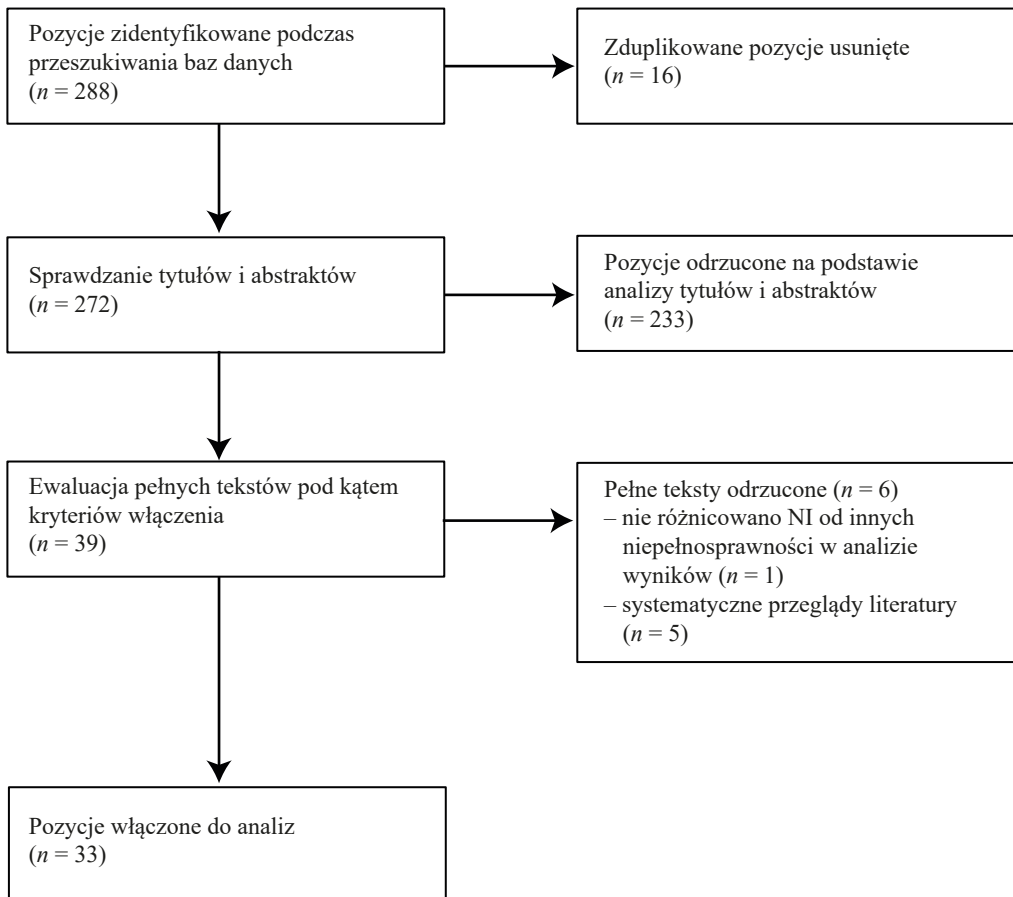 Pozycje zidentyfikowane podczas
przeszukiwania baz danych
(n = 288)
Zduplikowane pozycje usunięte
(n = 16)
Sprawdzanie tytułów i abstraktów
(n = 272)
Pozycje odrzucone na podstawie
analizy tytułów i abstraktów
(n = 233)
Ewaluacja pełnych tekstów pod kątem
kryteriów włączenia
(n = 39)
Pełne teksty odrzucone (n = 6)
– nie różnicowano NI od innych
niepełnosprawności w analizie
wyników (n = 1)
– systematyczne przeglądy literatury
(n = 5)
Pozycje włączone do analiz
(n = 33)